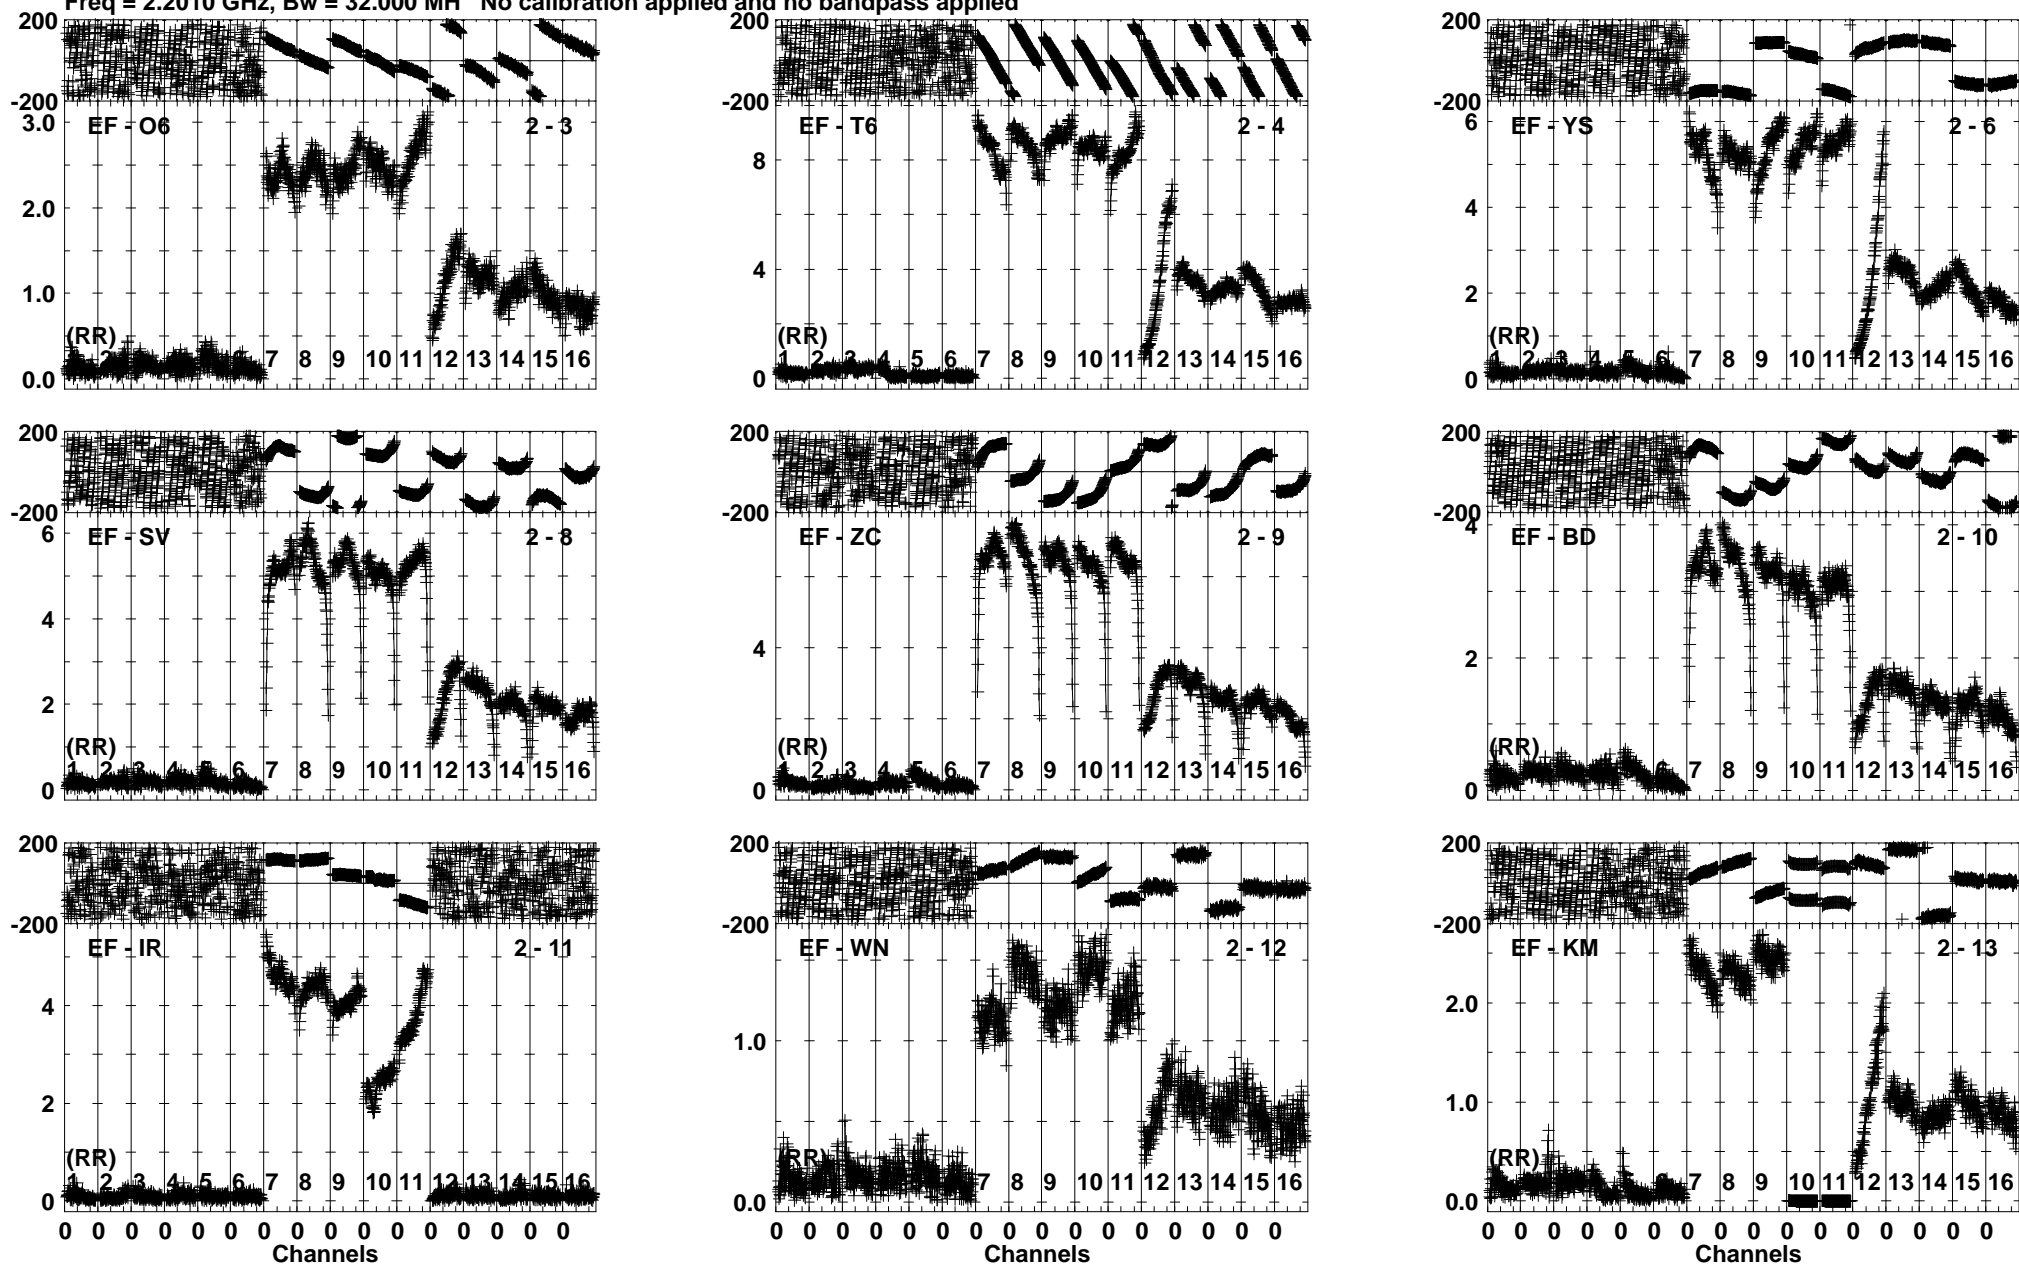 Freq = 2.2010 GHz, Bw = 32.000 MH No calibration applied and no bandpass applied
200 200 200
-200 -200 -200
EF - O6 2 - 3 EF - T6 2 - 4 EF - YS 2 - 6
3.0 2.0 1.0 0.0 8 4 0 6 4 2 0
(RR) (RR) (RR)
1 2 3 4 5 6 7 8 9 10 11 12 13 14 15 16 1 2 3 4 5 6 7 8 9 10 11 12 13 14 15 16 1 2 3 4 5 6 7 8 9 10 11 12 13 14 15 16
200 200 200
-200 -200 -200
EF - SV 2 - 8 EF - ZC 2 - 9 EF - BD 2 - 10
6 4 2 0 4 0 4 2 0
(RR) (RR) (RR)
1 2 3 4 5 6 7 8 9 10 11 12 13 14 15 16 1 2 3 4 5 6 7 8 9 10 11 12 13 14 15 16 1 2 3 4 5 6 7 8 9 10 11 12 13 14 15 16
200 200 200
-200 -200 -200
EF - IR 2 - 11 EF - WN 2 - 12 EF - KM 2 - 13
4 2 0 1.0 0.0 2.0 1.0 0.0
(RR) (RR) (RR)
1 2 3 4 5 6 7 8 9 10 11 12 13 14 15 16 1 2 3 4 5 6 7 8 9 10 11 12 13 14 15 16 1 2 3 4 5 6 7 8 9 10 11 12 13 14 15 16
0 0 0 0 0 0 0 0 0 0 0 0 0 0 0 0 0 0 0 0 0 0 0 0 0 0 0 0 0 0 0 0 0 0 0 0 0 0 0 0 0 0 0 0 0 0 0 0
Channels Channels Channels